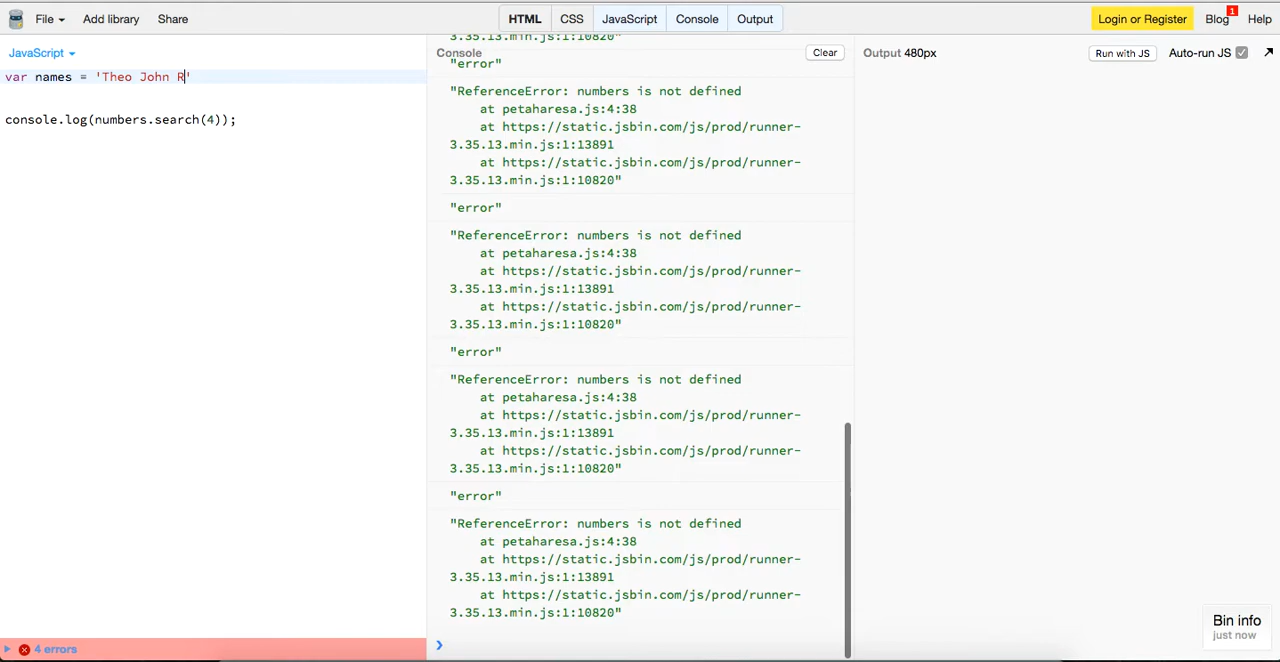 File Add library Share HTML CSS JavaScript Console Output Login or Register Blog 1 Help
JavaScript
var names = 'Theo John R'
console.log(numbers.search(4));
4 errors
3.35.13.min.js:1:10820"
Console
Clear
"error"
"ReferenceError: numbers is not defined
at petaharesa.js:4:38
at https://static.jsbin.com/js/prod/runner-
3.35.13.min.js:1:13891
at https://static.jsbin.com/js/prod/runner-
3.35.13.min.js:1:10820"
"error"
"ReferenceError: numbers is not defined
at petaharesa.js:4:38
at https://static.jsbin.com/js/prod/runner-
3.35.13.min.js:1:13891
at https://static.jsbin.com/js/prod/runner-
3.35.13.min.js:1:10820"
"error"
"ReferenceError: numbers is not defined
at petaharesa.js:4:38
at https://static.jsbin.com/js/prod/runner-
3.35.13.min.js:1:13891
at https://static.jsbin.com/js/prod/runner-
3.35.13.min.js:1:10820"
"error"
"ReferenceError: numbers is not defined
at petaharesa.js:4:38
at https://static.jsbin.com/js/prod/runner-
3.35.13.min.js:1:13891
at https://static.jsbin.com/js/prod/runner-
3.35.13.min.js:1:10820"
Output 480px
Run with JS Auto-run JS
Bin info
just now